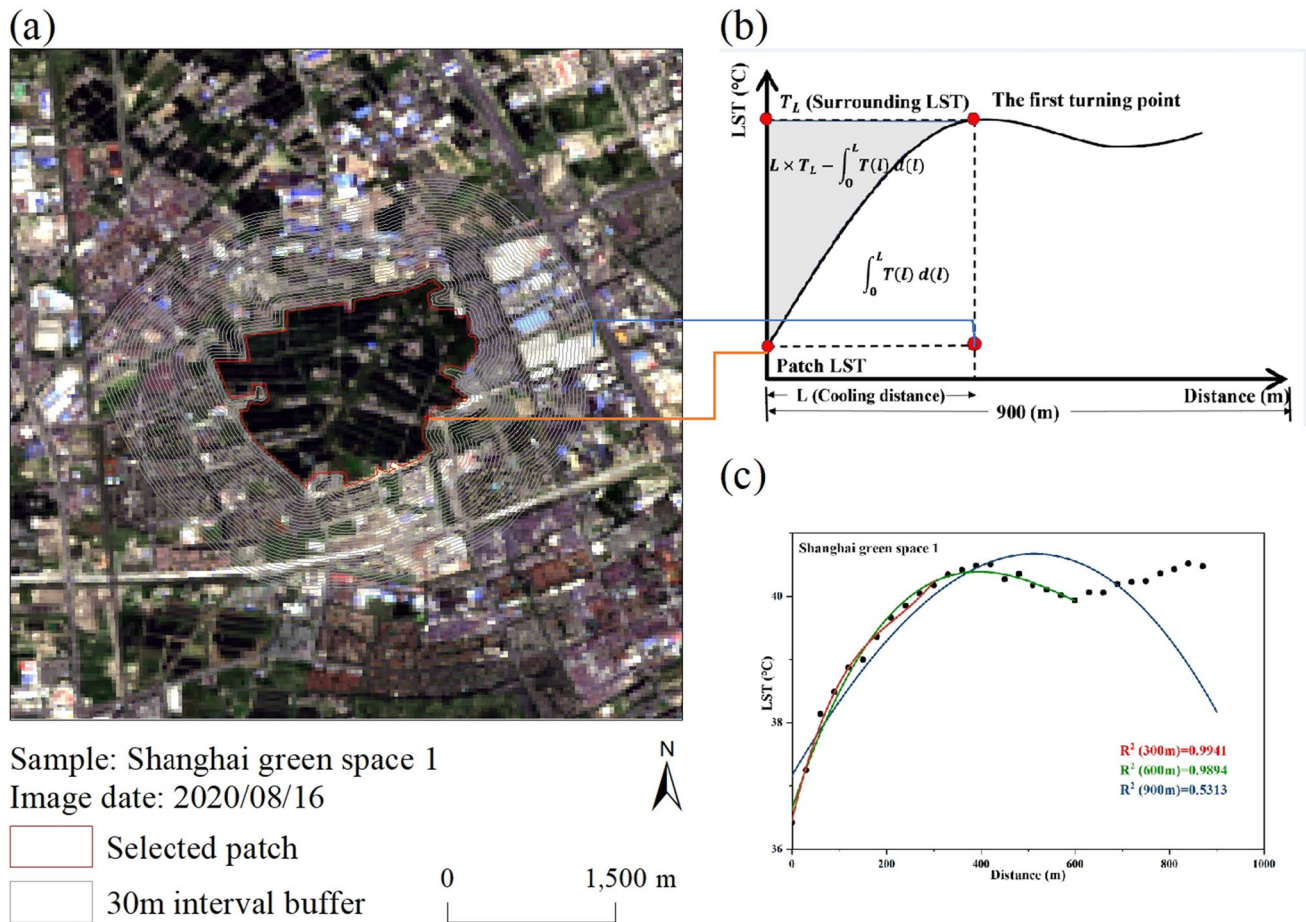 (a)
Sample: Shanghai green space 1
Image date: 2020/08/16
N
Selected patch
30m interval buffer
0 1,500 m
(b)
LST (°C)
T_L (Surrounding LST)
The first turning point
L × T_L − ∫₀ᴸ T(l) d(l)
∫₀ᴸ T(l) d(l)
Patch LST
L (Cooling distance)
Distance (m)
900 (m)
(c)
Shanghai green space 1
LST (°C)
40
38
36
R² (300m)=0.9941
R² (600m)=0.9894
R² (900m)=0.5313
0 200 400 600 800 1000
Distance (m)